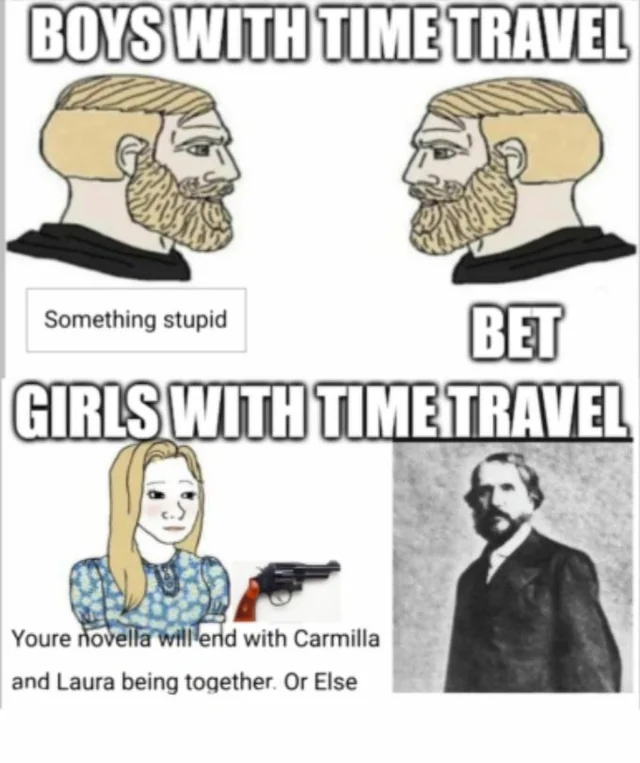 BOYS WITH TIME TRAVEL
Something stupid
BET
GIRLS WITH TIME TRAVEL
Youre novella will end with Carmilla
and Laura being together. Or Else